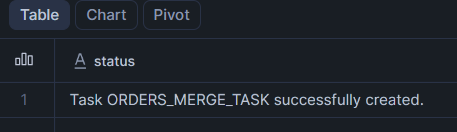 Table Chart Pivot
A status
1 Task ORDERS_MERGE_TASK successfully created.